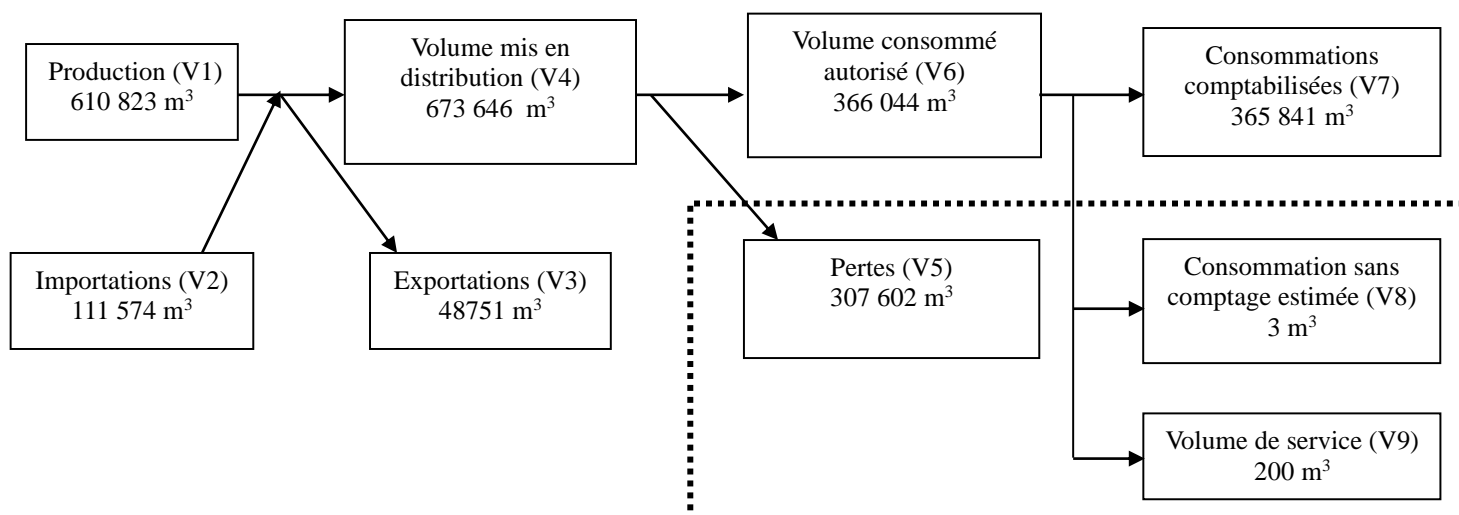 Production (V1)
610 823 m³
Volume mis en
distribution (V4)
673 646 m³
Volume consommé
autorisé (V6)
366 044 m³
Consommations
comptabilisées (V7)
365 841 m³
Importations (V2)
111 574 m³
Exportations (V3)
48751 m³
Pertes (V5)
307 602 m³
Consommation sans
comptage estimée (V8)
3 m³
Volume de service (V9)
200 m³